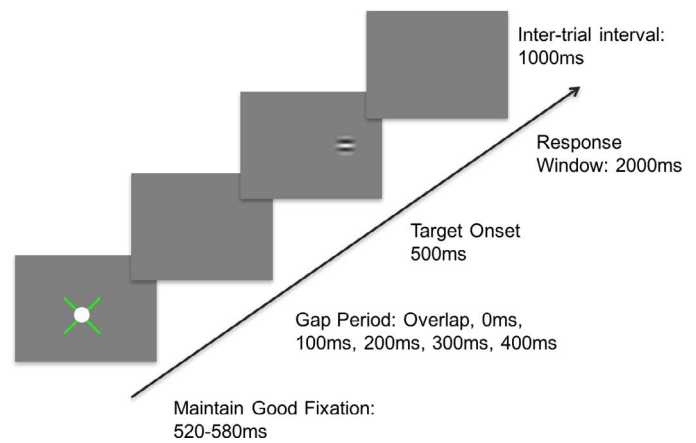 Inter-trial interval:
1000ms
Response
Window: 2000ms
Target Onset
500ms
Gap Period: Overlap, 0ms,
100ms, 200ms, 300ms, 400ms
Maintain Good Fixation:
520-580ms